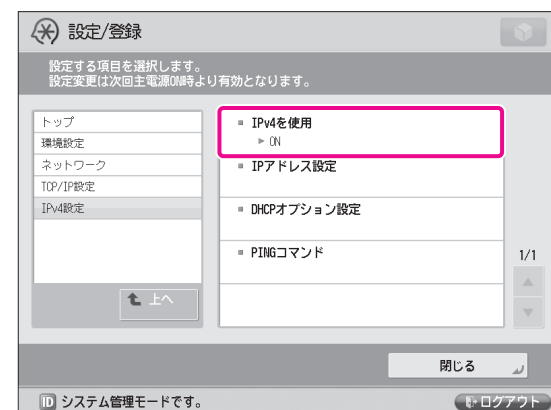 設定/登録
設定する項目を選択します。
設定変更は次回主電源ON時より有効となります。
トップ
環境設定
ネットワーク
TCP/IP設定
IPv4設定
上へ
IPv4を使用
ON
IPアドレス設定
DHCPオプション設定
PINGコマンド
1/1
閉じる
ID システム管理モードです。
ログアウト